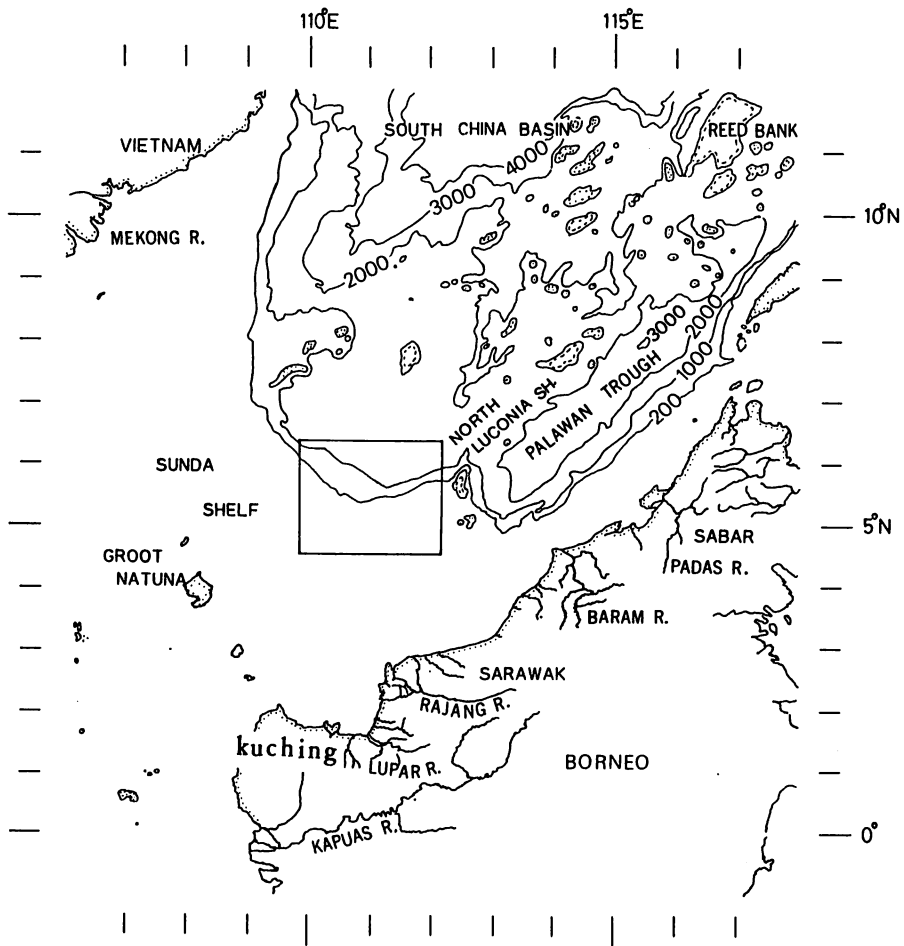 110°E 115°E
SOUTH CHINA BASIN
REED BANK
VIETNAM
4000
3000
10°N
MEKONG R.
2000
3000
2000
1000
200
NORTH
LUCONIA SH.
PALAWAN TROUGH
SUNDA
SHELF
5°N
SABAR
GROOT
NATUNA
PADAS R.
BARAM R.
SARAWAK
RAJANG R.
kuching
LUPAR R.
BORNEO
KAPUAS R.
0°